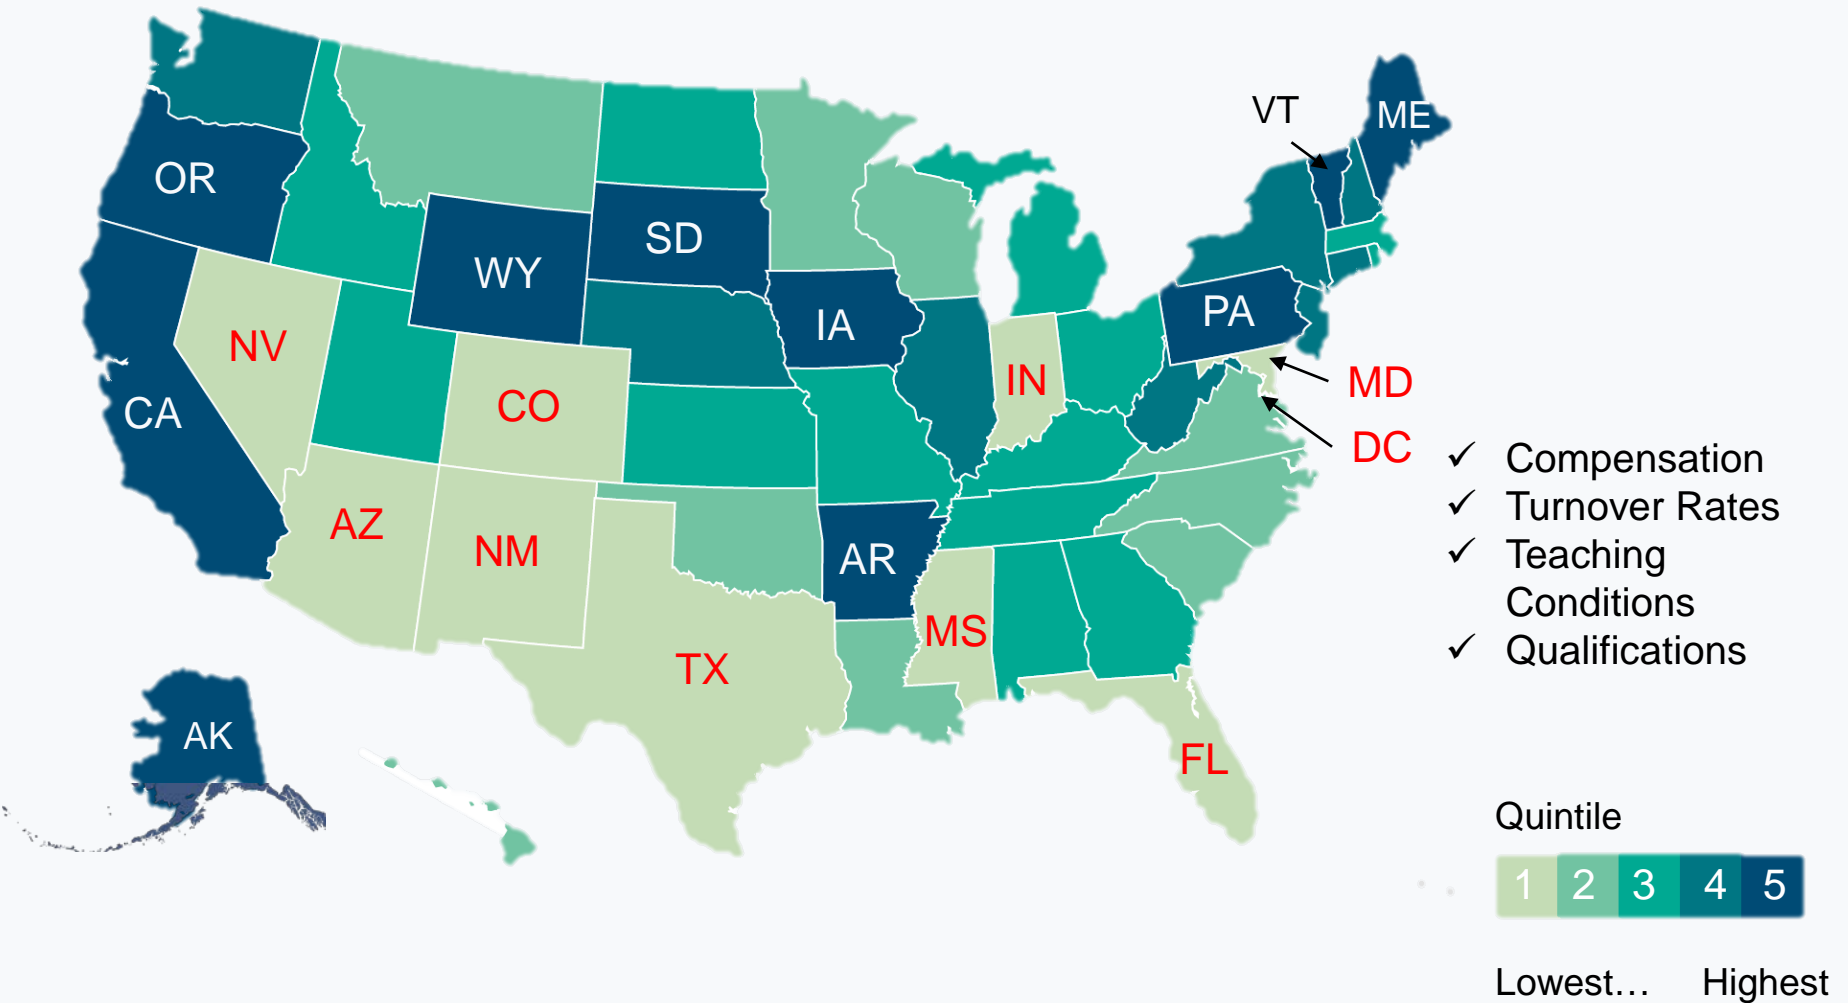 VT
ME
OR
SD
WY
PA
IA
NV
IN
MD
CO
CA
DC
✓ Compensation
✓ Turnover Rates
AZ
NM
AR
✓ Teaching
Conditions
MS
✓ Qualifications
TX
AK
FL
Quintile
1 2 3 4 5
Lowest… Highest